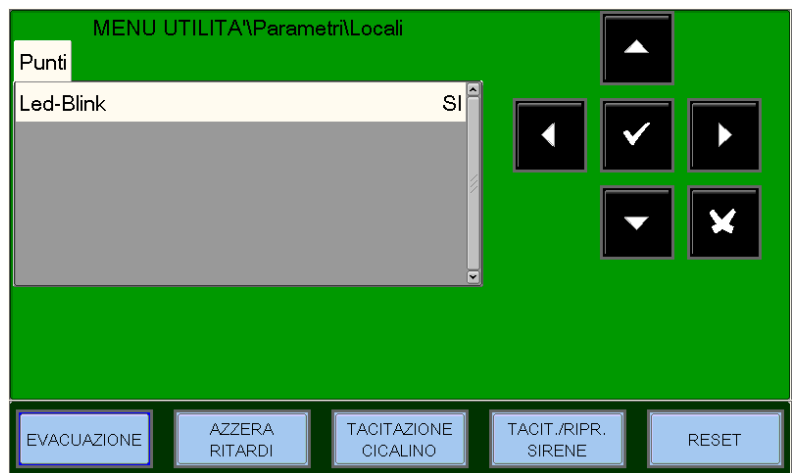 MENU UTILITA'\Parametri\Locali
Punti
Led-Blink SI
EVACUAZIONE
AZZERA
RITARDI
TACITAZIONE
CICALINO
TACIT./RIPR.
SIRENE
RESET